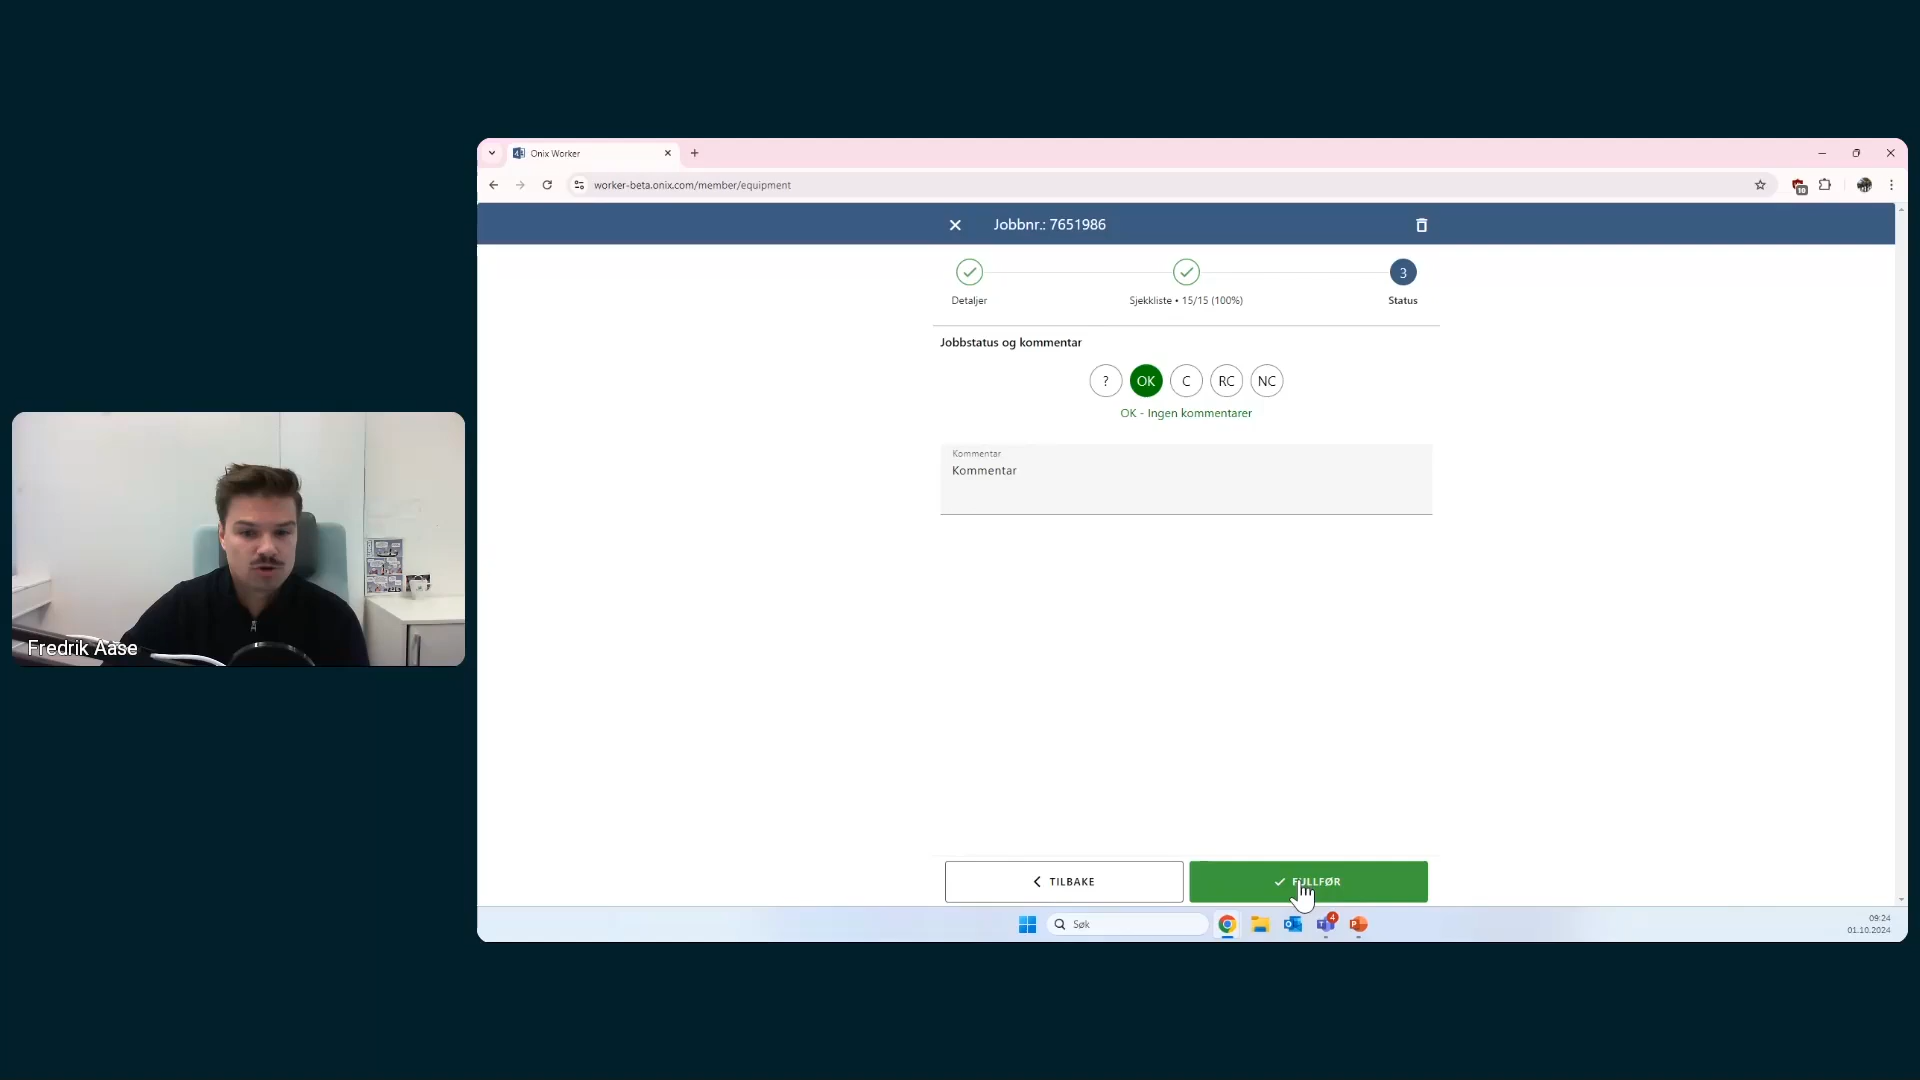 Onix Worker
worker-beta.onix.com/member/equipment
10
Jobbnr.: 7651986
3
Detaljer
Sjekkliste • 15/15 (100%)
Status
Jobbstatus og kommentar
?
OK
C
RC
NC
OK - Ingen kommentarer
Kommentar
Kommentar
TILBAKE
FULLFØR
Søk
4
09:24
01.10.2024
Fredrik Aase